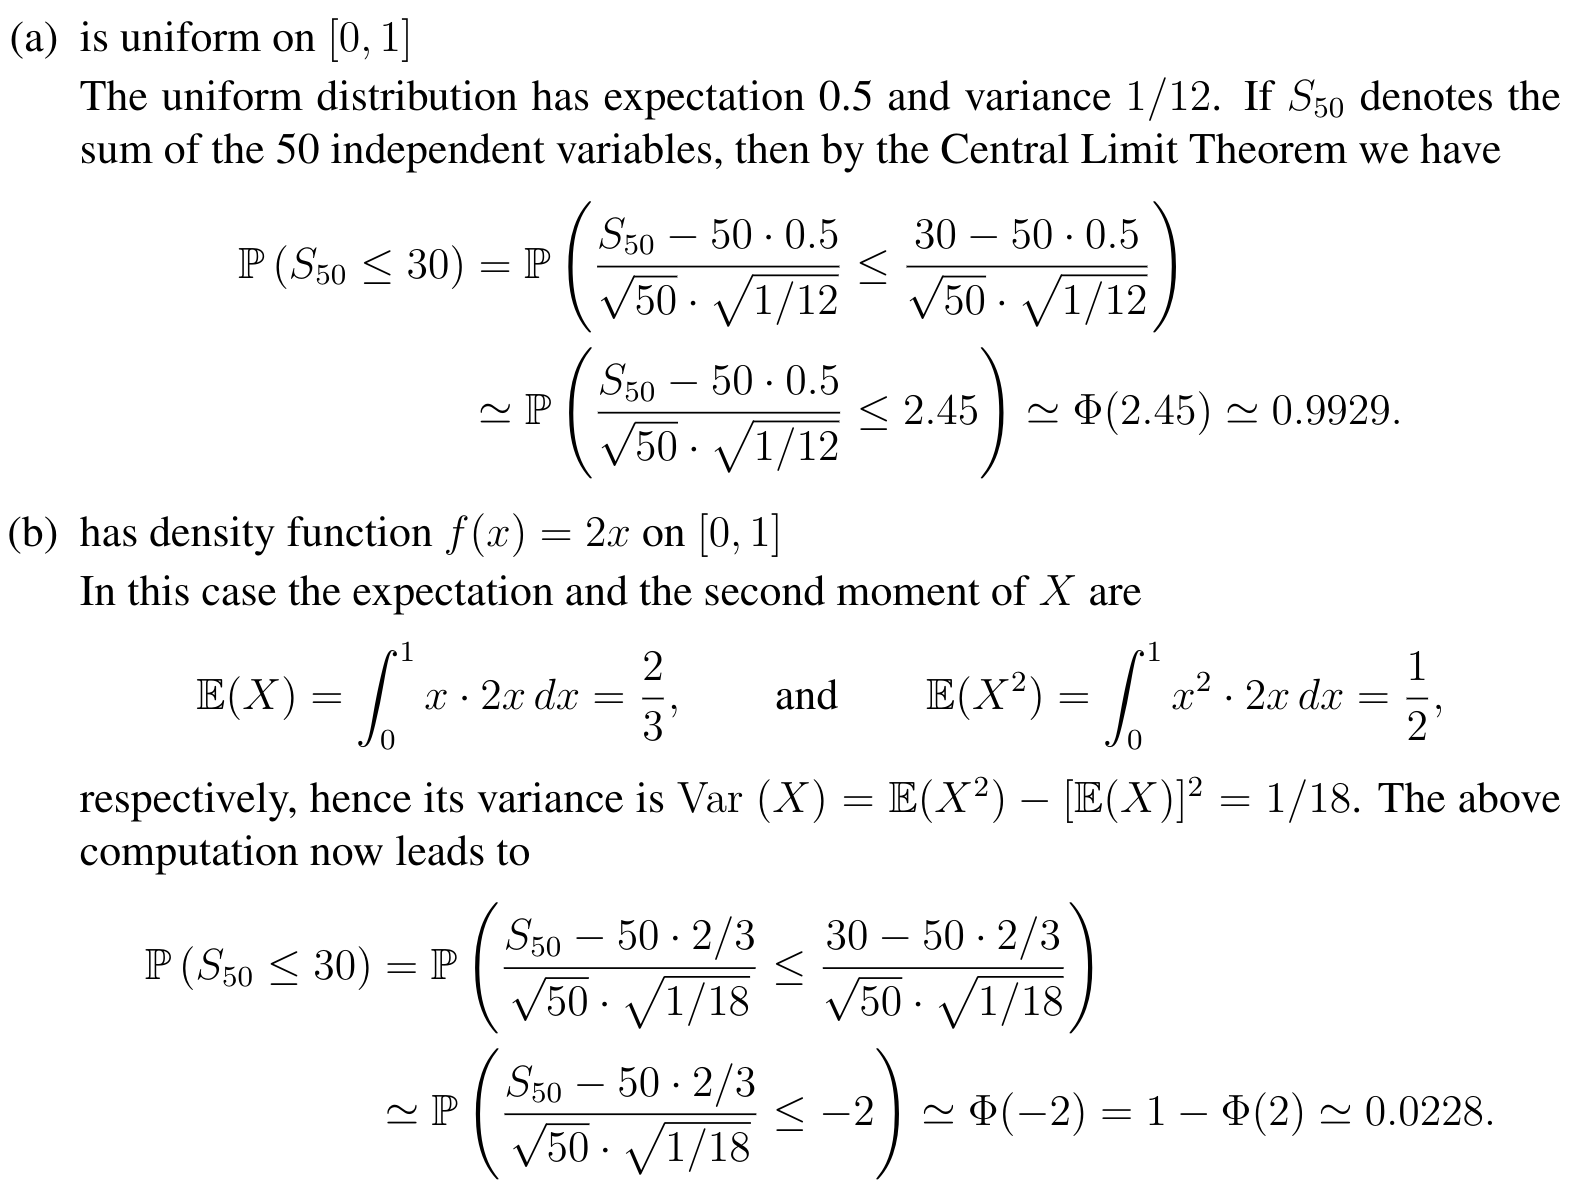 (a) is uniform on [0, 1]
The uniform distribution has expectation 0.5 and variance 1/12. If $S_{50}$ denotes the
sum of the 50 independent variables, then by the Central Limit Theorem we have
$\mathbb{P}(S_{50} \leq 30) = \mathbb{P}\left(\frac{S_{50} - 50 \cdot 0.5}{\sqrt{50} \cdot \sqrt{1/12}} \leq \frac{30 - 50 \cdot 0.5}{\sqrt{50} \cdot \sqrt{1/12}}\right)$
$\simeq \mathbb{P}\left(\frac{S_{50} - 50 \cdot 0.5}{\sqrt{50} \cdot \sqrt{1/12}} \leq 2.45\right) \simeq \Phi(2.45) \simeq 0.9929.$
(b) has density function $f(x) = 2x$ on [0, 1]
In this case the expectation and the second moment of $X$ are
$\mathbb{E}(X) = \int_0^1 x \cdot 2x \, dx = \frac{2}{3},$ and $\mathbb{E}(X^2) = \int_0^1 x^2 \cdot 2x \, dx = \frac{1}{2},$
respectively, hence its variance is $\text{Var}\,(X) = \mathbb{E}(X^2) - [\mathbb{E}(X)]^2 = 1/18$. The above
computation now leads to
$\mathbb{P}(S_{50} \leq 30) = \mathbb{P}\left(\frac{S_{50} - 50 \cdot 2/3}{\sqrt{50} \cdot \sqrt{1/18}} \leq \frac{30 - 50 \cdot 2/3}{\sqrt{50} \cdot \sqrt{1/18}}\right)$
$\simeq \mathbb{P}\left(\frac{S_{50} - 50 \cdot 2/3}{\sqrt{50} \cdot \sqrt{1/18}} \leq -2\right) \simeq \Phi(-2) = 1 - \Phi(2) \simeq 0.0228.$